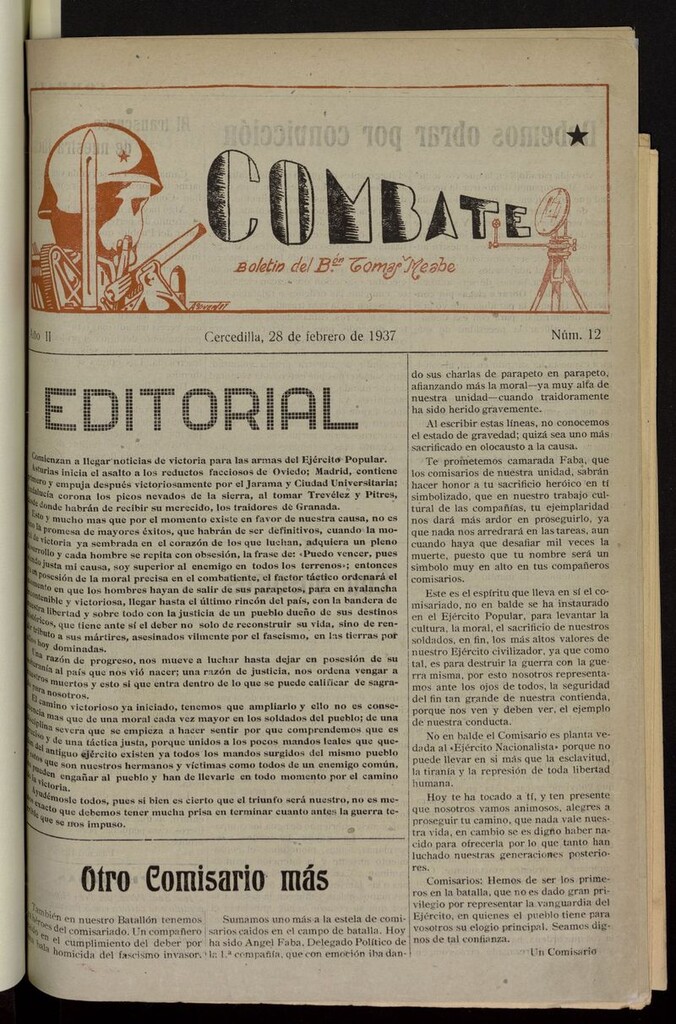 COMBATE
Boletin del Bón Tomas Meabe
Año II
Cercedilla, 28 de febrero de 1937
Núm. 12
EDITORIAL
Comienzan a llegar noticias de victoria para las armas del Ejército Popular.
Asturias inicia el asalto a los reductos facciosos de Oviedo; Madrid, contiene
y empuja después victoriosamente por el Jarama y Ciudad Universitaria;
corona los picos nevados de la sierra, al tomar Trevélez y Pitres,
donde habrán de recibir su merecido, los traidores de Granada.
Esto y mucho mas que por el momento existe en favor de nuestra causa, no es
la promesa de mayores éxitos, que habrán de ser definitivos, cuando la mo-
victoria ya sembrada en el corazón de los que luchan, adquiera un pleno
y cada hombre se repita con obsesión, la frase de: «Puedo vencer, pues
justa mi causa, soy superior al enemigo en todos los terrenos»; entonces
posesión de la moral precisa en el combatiente, el factor táctico ordenará el
en que los hombres hayan de salir de sus parapetos, para en avalancha
y victoriosa, llegar hasta el último rincón del país, con la bandera de
libertad y sobre todo con la justicia de un pueblo dueño de sus destinos
que tiene ante sí el deber no solo de reconstruir su vida, sino de ren-
tributo a sus mártires, asesinados vilmente por el fascismo, en las tierras por
hoy dominadas.
Una razón de progreso, nos mueve a luchar hasta dejar en posesión de su
al país que nos vió nacer; una razón de justicia, nos ordena vengar a
muertos y esto si que entra dentro de lo que se puede calificar de sagra-
para nosotros.
camino victorioso ya iniciado, tenemos que ampliarlo y ello no es conse-
mas que de una moral cada vez mayor en los soldados del pueblo; de una
disciplina severa que se empieza a hacer sentir por que comprendemos que es
y de una táctica justa, porque unidos a los pocos mandos leales que que-
del antiguo ejército existen ya todos los mandos surgidos del mismo pueblo
que son nuestros hermanos y víctimas como todos de un enemigo común,
pueden engañar al pueblo y han de llevarle en todo momento por el camino
victoria.
Ayudémosle todos, pues si bien es cierto que el triunfo será nuestro, no es me-
exacto que debemos tener mucha prisa en terminar cuanto antes la guerra te-
que se nos impuso.
Otro Comisario más
También en nuestro Batallón tenemos
del comisariado. Un compañero
en el cumplimiento del deber por
bala homicida del fascismo invasor.
Sumamos uno más a la estela de comi-
sarios caidos en el campo de batalla. Hoy
ha sido Angel Faba, Delegado Político de
la 1.ª compañía, que con emoción iba dan-
do sus charlas de parapeto en parapeto,
afianzando más la moral—ya muy alfa de
nuestra unidad—cuando traidoramente
ha sido herido gravemente.
Al escribir estas líneas, no conocemos
el estado de gravedad; quizá sea uno más
sacrificado en olocausto a la causa.
Te prometemos camarada Faba, que
los comisarios de nuestra unidad, sabrán
hacer honor a tu sacrificio heróico en tí
simbolizado, que en nuestro trabajo cul-
tural de las compañías, tu ejemplaridad
nos dará más ardor en proseguirlo, ya
que nada nos arredrará en las tareas, aun
cuando haya que desafiar mil veces la
muerte, puesto que tu nombre será un
símbolo muy en alto en tus compañeros
comisarios.
Este es el espíritu que lleva en sí el co-
misariado, no en balde se ha instaurado
en el Ejército Popular, para levantar la
cultura, la moral, el sacrificio de nuestros
soldados, en fin, los más altos valores de
nuestro Ejército civilizador, ya que como
tal, es para destruir la guerra con la gue-
rra misma, por esto nosotros representa-
mos ante los ojos de todos, la seguridad
del fin tan grande de nuestra contienda,
porque nos ven y deben ver, el ejemplo
de nuestra conducta.
No en balde el Comisario es planta ve-
dada al «Ejército Nacionalista» porque no
puede llevar en si más que la esclavitud,
la tiranía y la represión de toda libertad
humana.
Hoy te ha tocado a tí, y ten presente
que nosotros vamos animosos, alegres a
proseguir tu camino, que nada vale nues-
tra vida, en cambio se es digño haber na-
cido para ofrecerla por lo que tanto han
luchado nuestras generaciones posterio-
res.
Comisarios: Hemos de ser los prime-
ros en la batalla, que no es dado gran pri-
vilegio por representar la vanguardia del
Ejército, en quienes el pueblo tiene para
vosotros su elogio principal. Seamos dig-
nos de tal confianza.
Un Comisario